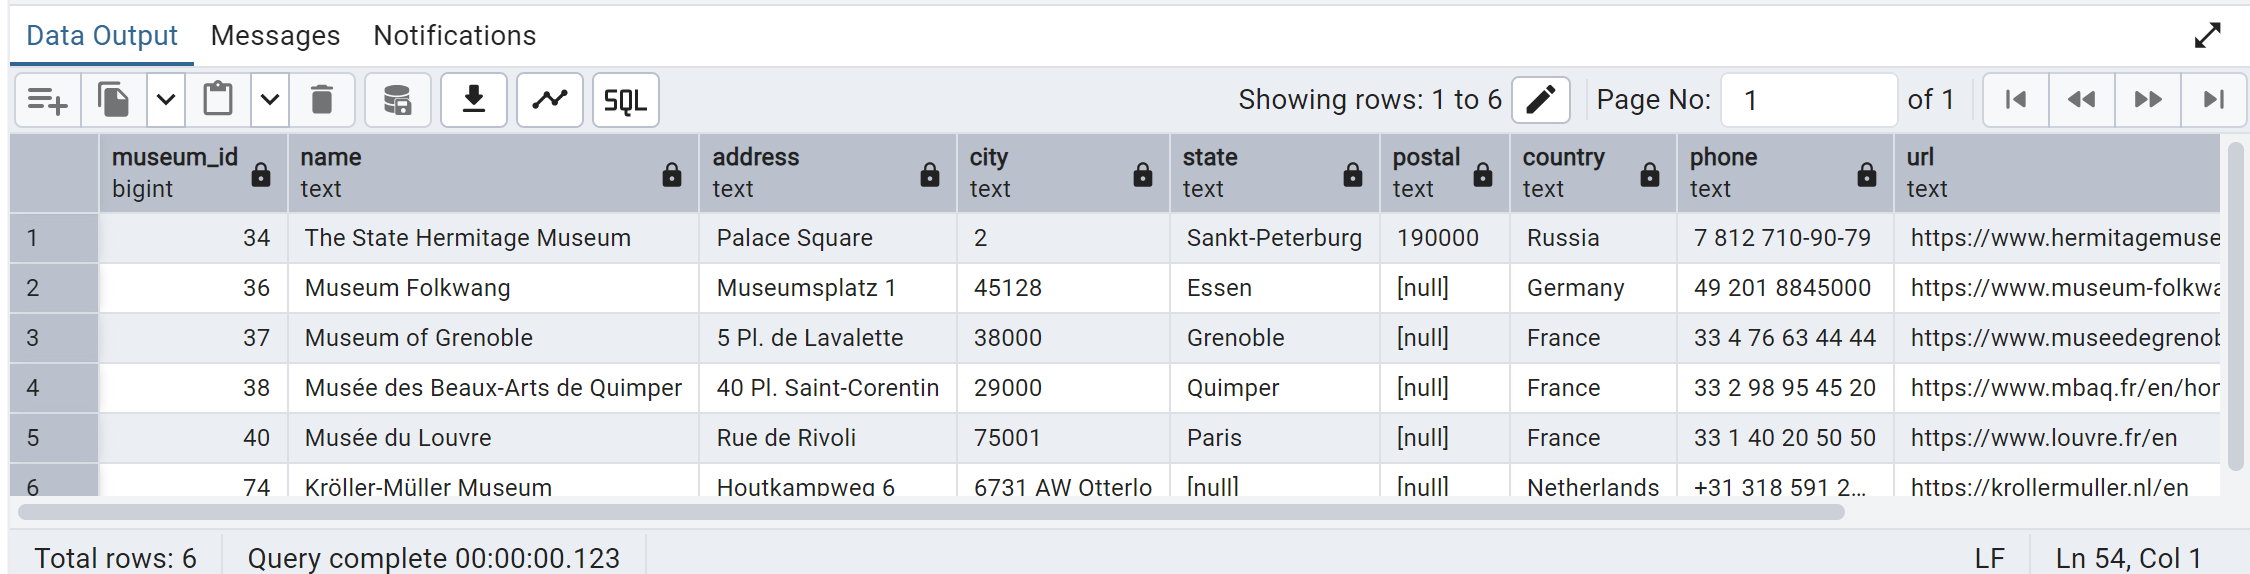 Data Output Messages Notifications
SQL Showing rows: 1 to 6 Page No: 1 of 1
museum_id name address city state postal country phone url
bigint text text text text text text text text
1 34 The State Hermitage Museum Palace Square 2 Sankt-Peterburg 190000 Russia 7 812 710-90-79 https://www.hermitagemuse
2 36 Museum Folkwang Museumsplatz 1 45128 Essen [null] Germany 49 201 8845000 https://www.museum-folkwa
3 37 Museum of Grenoble 5 Pl. de Lavalette 38000 Grenoble [null] France 33 4 76 63 44 44 https://www.museedegrenob
4 38 Musée des Beaux-Arts de Quimper 40 Pl. Saint-Corentin 29000 Quimper [null] France 33 2 98 95 45 20 https://www.mbaq.fr/en/hor
5 40 Musée du Louvre Rue de Rivoli 75001 Paris [null] France 33 1 40 20 50 50 https://www.louvre.fr/en
6 74 Kröller-Müller Museum Houtkampweg 6 6731 AW Otterlo [null] [null] Netherlands +31 318 591 2... https://krollermuller.nl/en
Total rows: 6 Query complete 00:00:00.123 LF Ln 54, Col 1